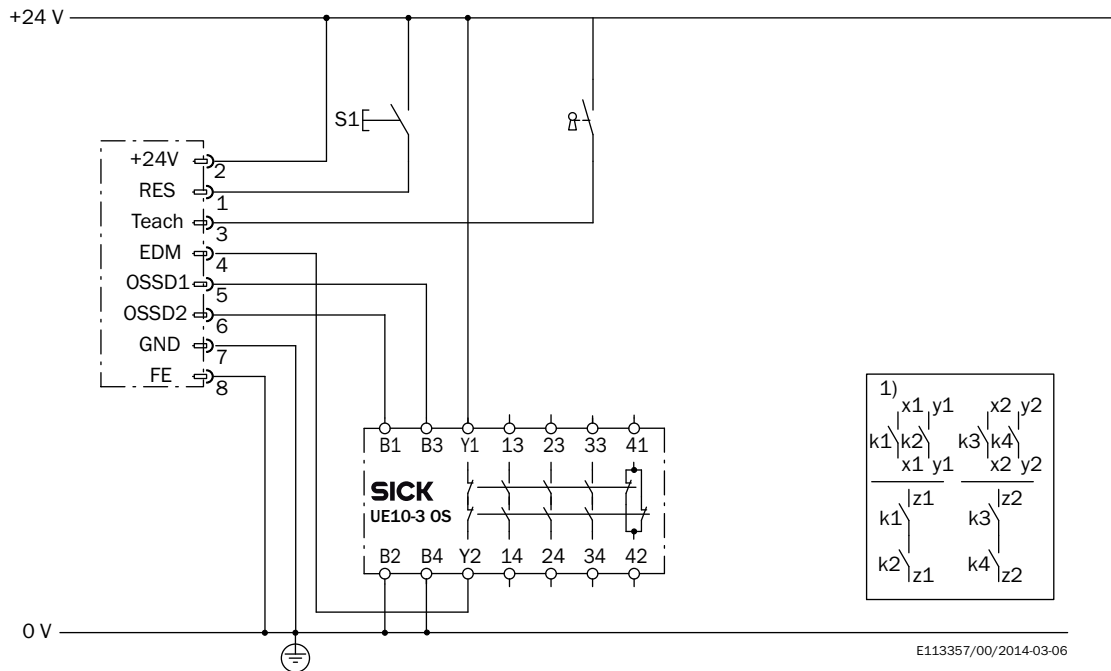 +24 V
S1
+24V
2
RES
1
Teach
3
EDM
4
OSSD1
5
OSSD2
6
GND
7
FE
8
B1 B3 Y1 13 23 33 41
SICK
UE10-3 OS
B2 B4 Y2 14 24 34 42
1)
x1 y1 x2 y2
k1 k2 k3 k4
x1 y1 x2 y2
z1 z2
k1 k3
k2 k4
z1 z2
0 V
E113357/00/2014-03-06